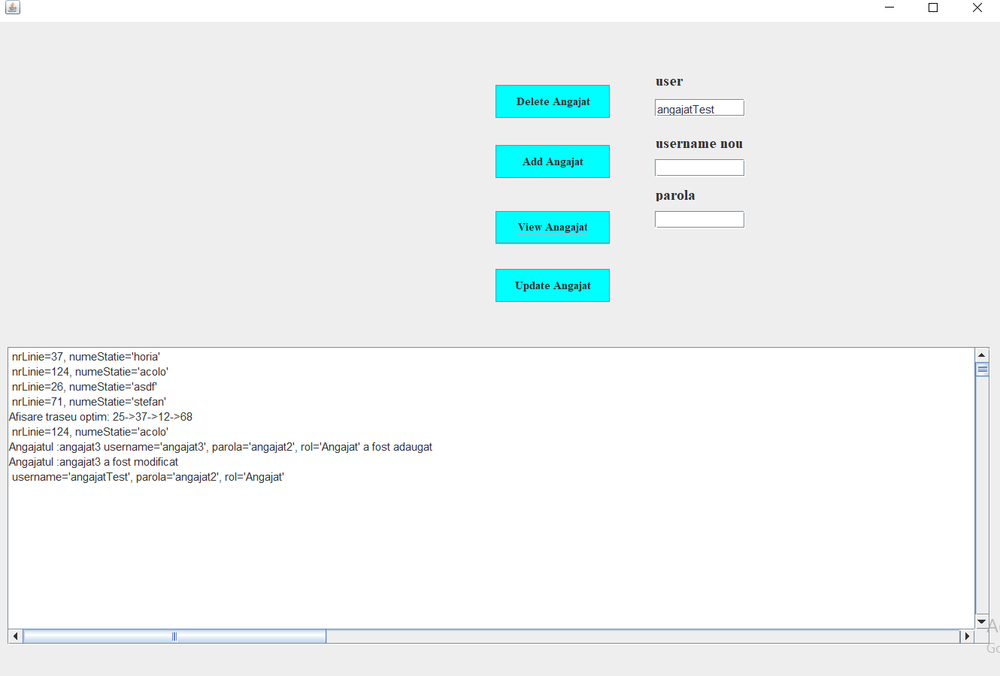 Delete Angajat
Add Angajat
View Anagajat
Update Angajat
user
angajatTest
username nou
parola
nrLinie=37, numeStatie='horia'
nrLinie=124, numeStatie='acolo'
nrLinie=26, numeStatie='asdf'
nrLinie=71, numeStatie='stefan'
Afisare traseu optim: 25->37->12->68
nrLinie=124, numeStatie='acolo'
Angajatul :angajat3 username='angajat3', parola='angajat2', rol='Angajat' a fost adaugat
Angajatul :angajat3 a fost modificat
username='angajatTest', parola='angajat2', rol='Angajat'